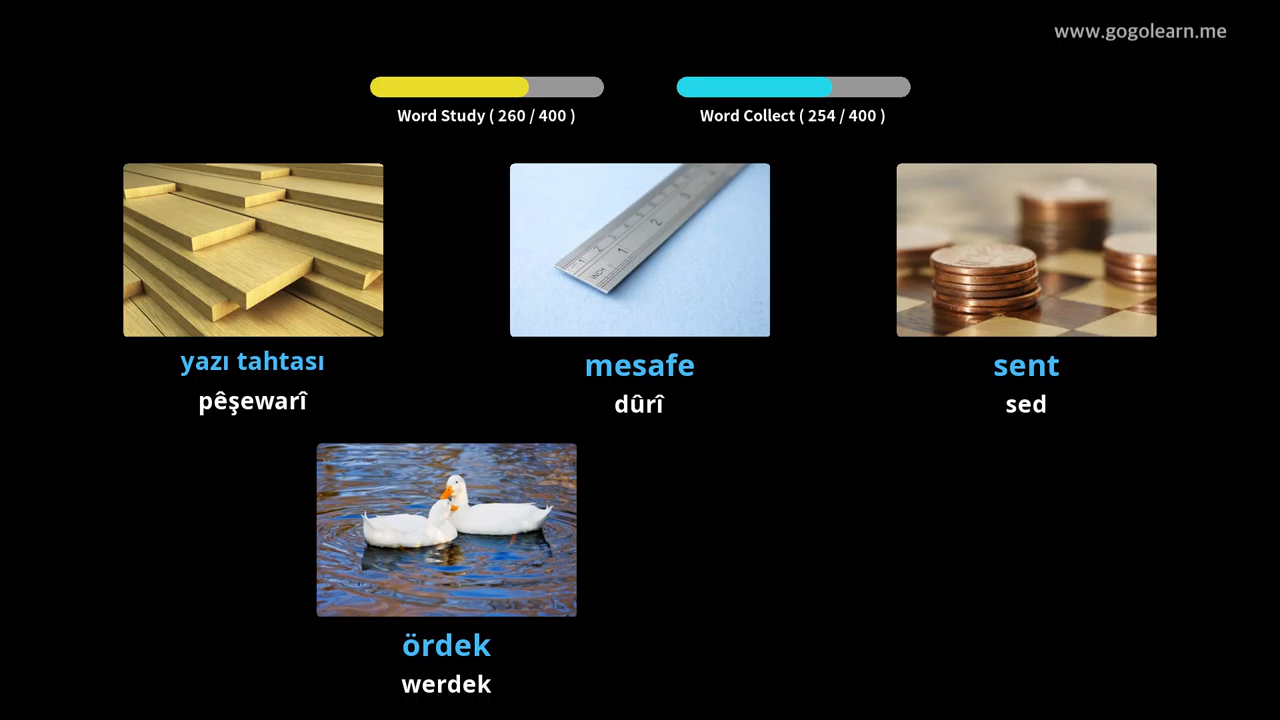 www.gogolearn.me
Word Study ( 260 / 400 )
Word Collect ( 254 / 400 )
yazı tahtası
pêşewarî
mesafe
dûrî
sent
sed
ördek
werdek